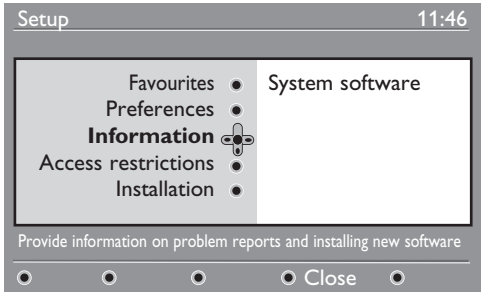 Setup 11:46
Favourites System software
Preferences
Information
Access restrictions
Installation
Provide information on problem reports and installing new software
Close